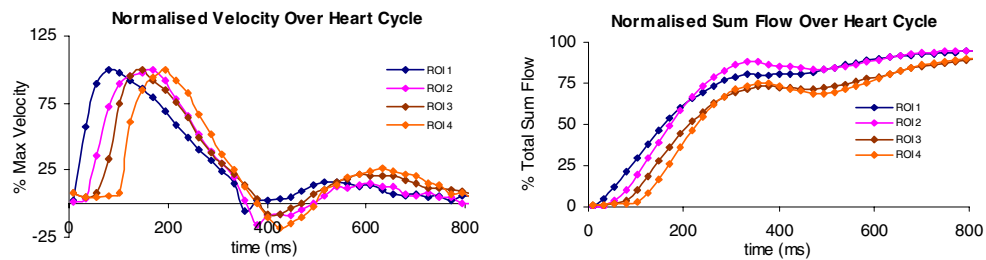 Normalised Velocity Over Heart Cycle
% Max Velocity
125
75
25
-25
0
200
400
600
800
time (ms)
ROI 1
ROI 2
ROI 3
ROI 4
Normalised Sum Flow Over Heart Cycle
% Total Sum Flow
100
75
50
25
0
0
200
400
600
800
time (ms)
ROI 1
ROI 2
ROI 3
ROI 4